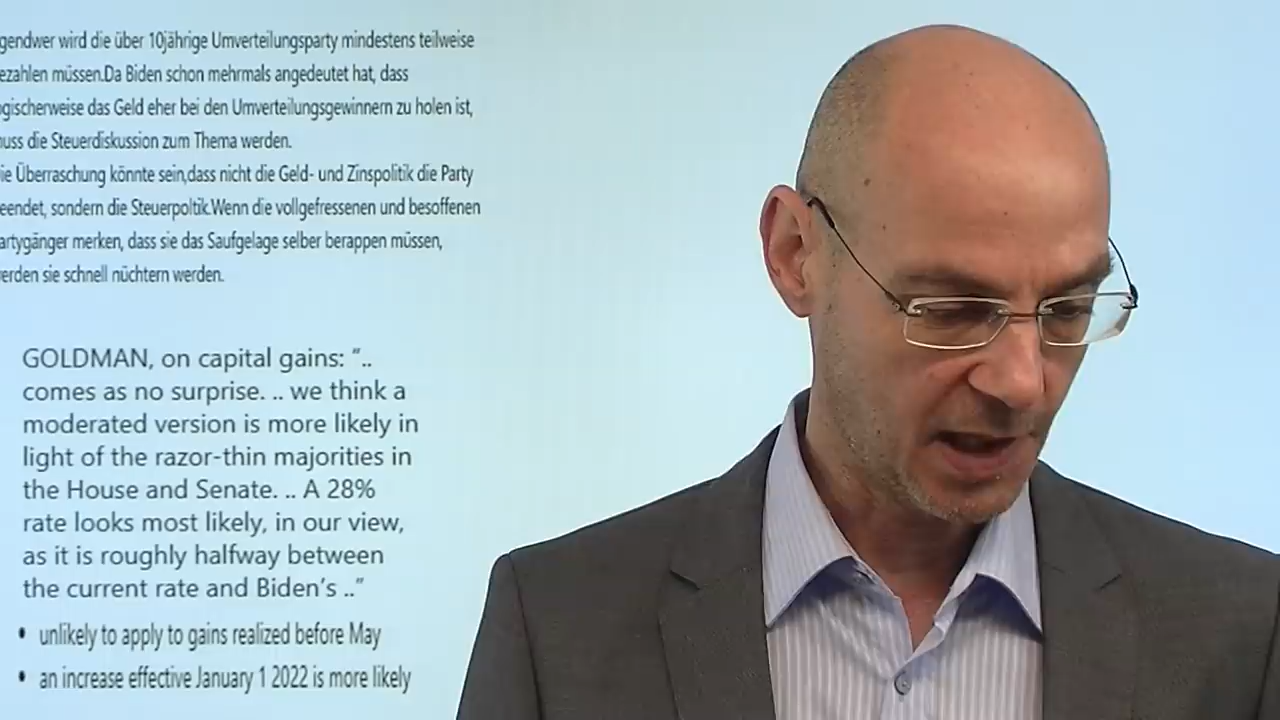 gendwer wird die über 10jährige Umverteilungsparty mindestens teilweise
ezahlen müssen.Da Biden schon mehrmals angedeutet hat, dass
ogischerweise das Geld eher bei den Umverteilungsgewinnern zu holen ist,
nuss die Steuerdiskussion zum Thema werden.
ie Überraschung könnte sein,dass nicht die Geld- und Zinspolitik die Party
eendet, sondern die Steuerpoltik.Wenn die vollgefressenen und besoffenen
artygänger merken, dass sie das Saufgelage selber berappen müssen,
erden sie schnell nüchtern werden.
GOLDMAN, on capital gains: “..
comes as no surprise. .. we think a
moderated version is more likely in
light of the razor-thin majorities in
the House and Senate. .. A 28%
rate looks most likely, in our view,
as it is roughly halfway between
the current rate and Biden’s ..”
• unlikely to apply to gains realized before May
• an increase effective January 1 2022 is more likely